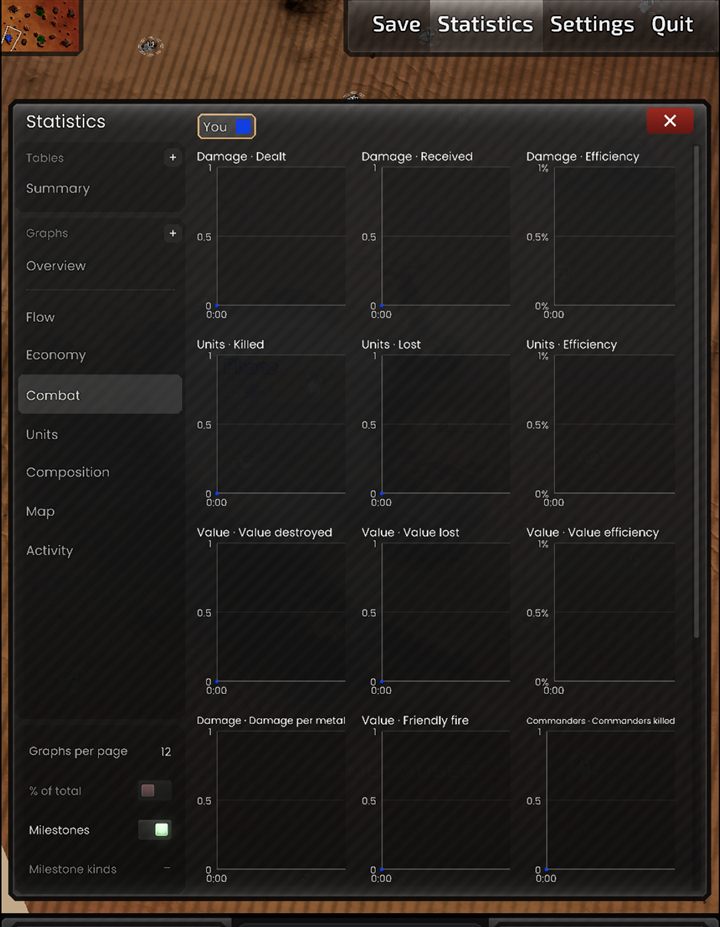 Save Statistics Settings Quit
Statistics
You
Tables +
Summary
Graphs +
Overview
Flow
Economy
Combat
Units
Composition
Map
Activity
Graphs per page 12
% of total
Milestones
Milestone kinds –
Damage · Dealt
1
0.5
0
0:00
Damage · Received
1
0.5
0
0:00
Damage · Efficiency
1%
0.5%
0%
0:00
Units · Killed
1
0.5
0
0:00
Units · Lost
1
0.5
0
0:00
Units · Efficiency
1%
0.5%
0%
0:00
Value · Value destroyed
1
0.5
0
0:00
Value · Value lost
1
0.5
0
0:00
Value · Value efficiency
1%
0.5%
0%
0:00
Damage · Damage per metal
1
0.5
0
0:00
Value · Friendly fire
1
0.5
0
0:00
Commanders · Commanders killed
1
0.5
0
0:00